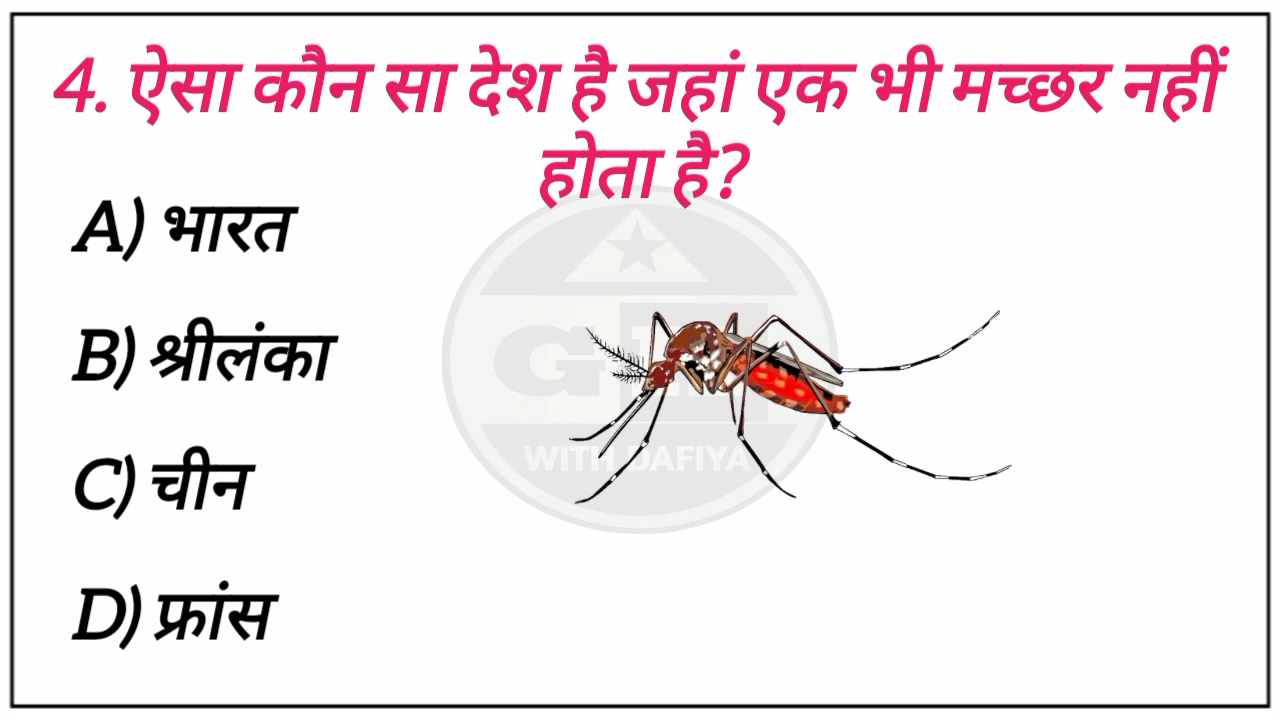 4. ऐसा कौन सा देश है जहां एक भी मच्छर नहीं
होता है?
A) भारत
B) श्रीलंका
C) चीन
D) फ्रांस
WITH DAFIYA